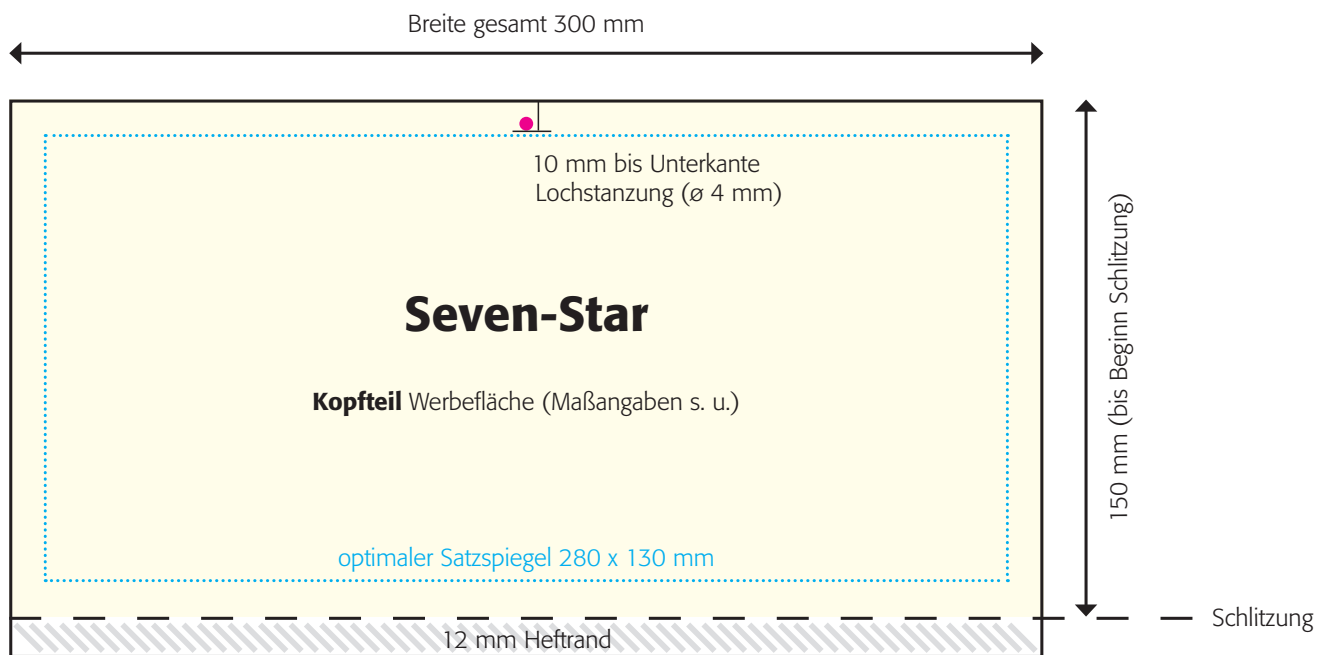 Breite gesamt 300 mm
10 mm bis Unterkante
Lochstanzung (ø 4 mm)
Seven-Star
Kopfteil Werbefläche (Maßangaben s. u.)
150 mm (bis Beginn Schlitzung)
optimaler Satzspiegel 280 x 130 mm
Schlitzung
12 mm Heftrand